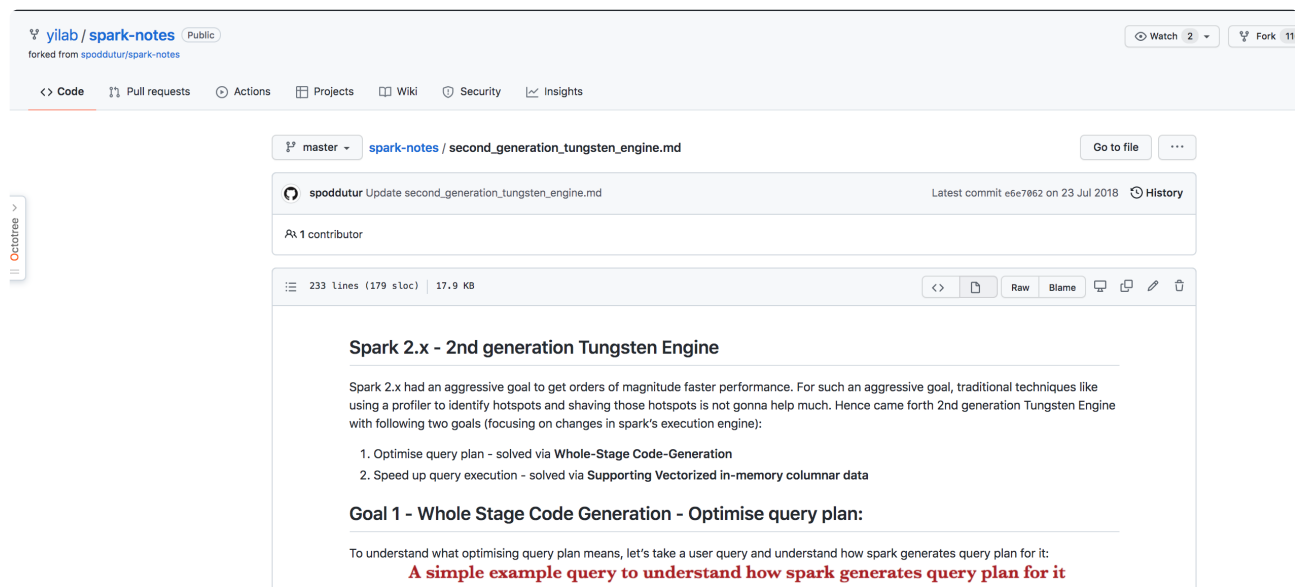 yilab / spark-notes Public
forked from spoddutur/spark-notes
Watch 2
Fork 11
Code
Pull requests
Actions
Projects
Wiki
Security
Insights
Octotree
master
spark-notes / second_generation_tungsten_engine.md
Go to file
...
spoddutur Update second_generation_tungsten_engine.md
Latest commit e6e7062 on 23 Jul 2018
History
1 contributor
233 lines (179 sloc) 17.9 KB
<>
Raw
Blame
Spark 2.x - 2nd generation Tungsten Engine
Spark 2.x had an aggressive goal to get orders of magnitude faster performance. For such an aggressive goal, traditional techniques like
using a profiler to identify hotspots and shaving those hotspots is not gonna help much. Hence came forth 2nd generation Tungsten Engine
with following two goals (focusing on changes in spark's execution engine):
1. Optimise query plan - solved via Whole-Stage Code-Generation
2. Speed up query execution - solved via Supporting Vectorized in-memory columnar data
Goal 1 - Whole Stage Code Generation - Optimise query plan:
To understand what optimising query plan means, let's take a user query and understand how spark generates query plan for it:
A simple example query to understand how spark generates query plan for it